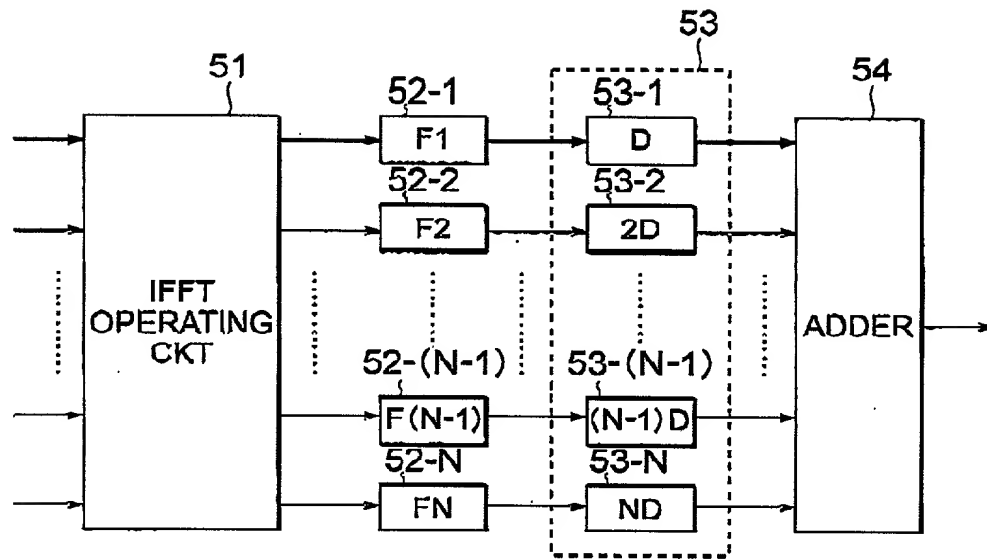 53
51
54
52-1
53-1
F1
D
52-2
53-2
F2
2D
IFFT
OPERATING
CKT
ADDER
52-(N-1)
53-(N-1)
F(N-1)
(N-1)D
52-N
53-N
FN
ND